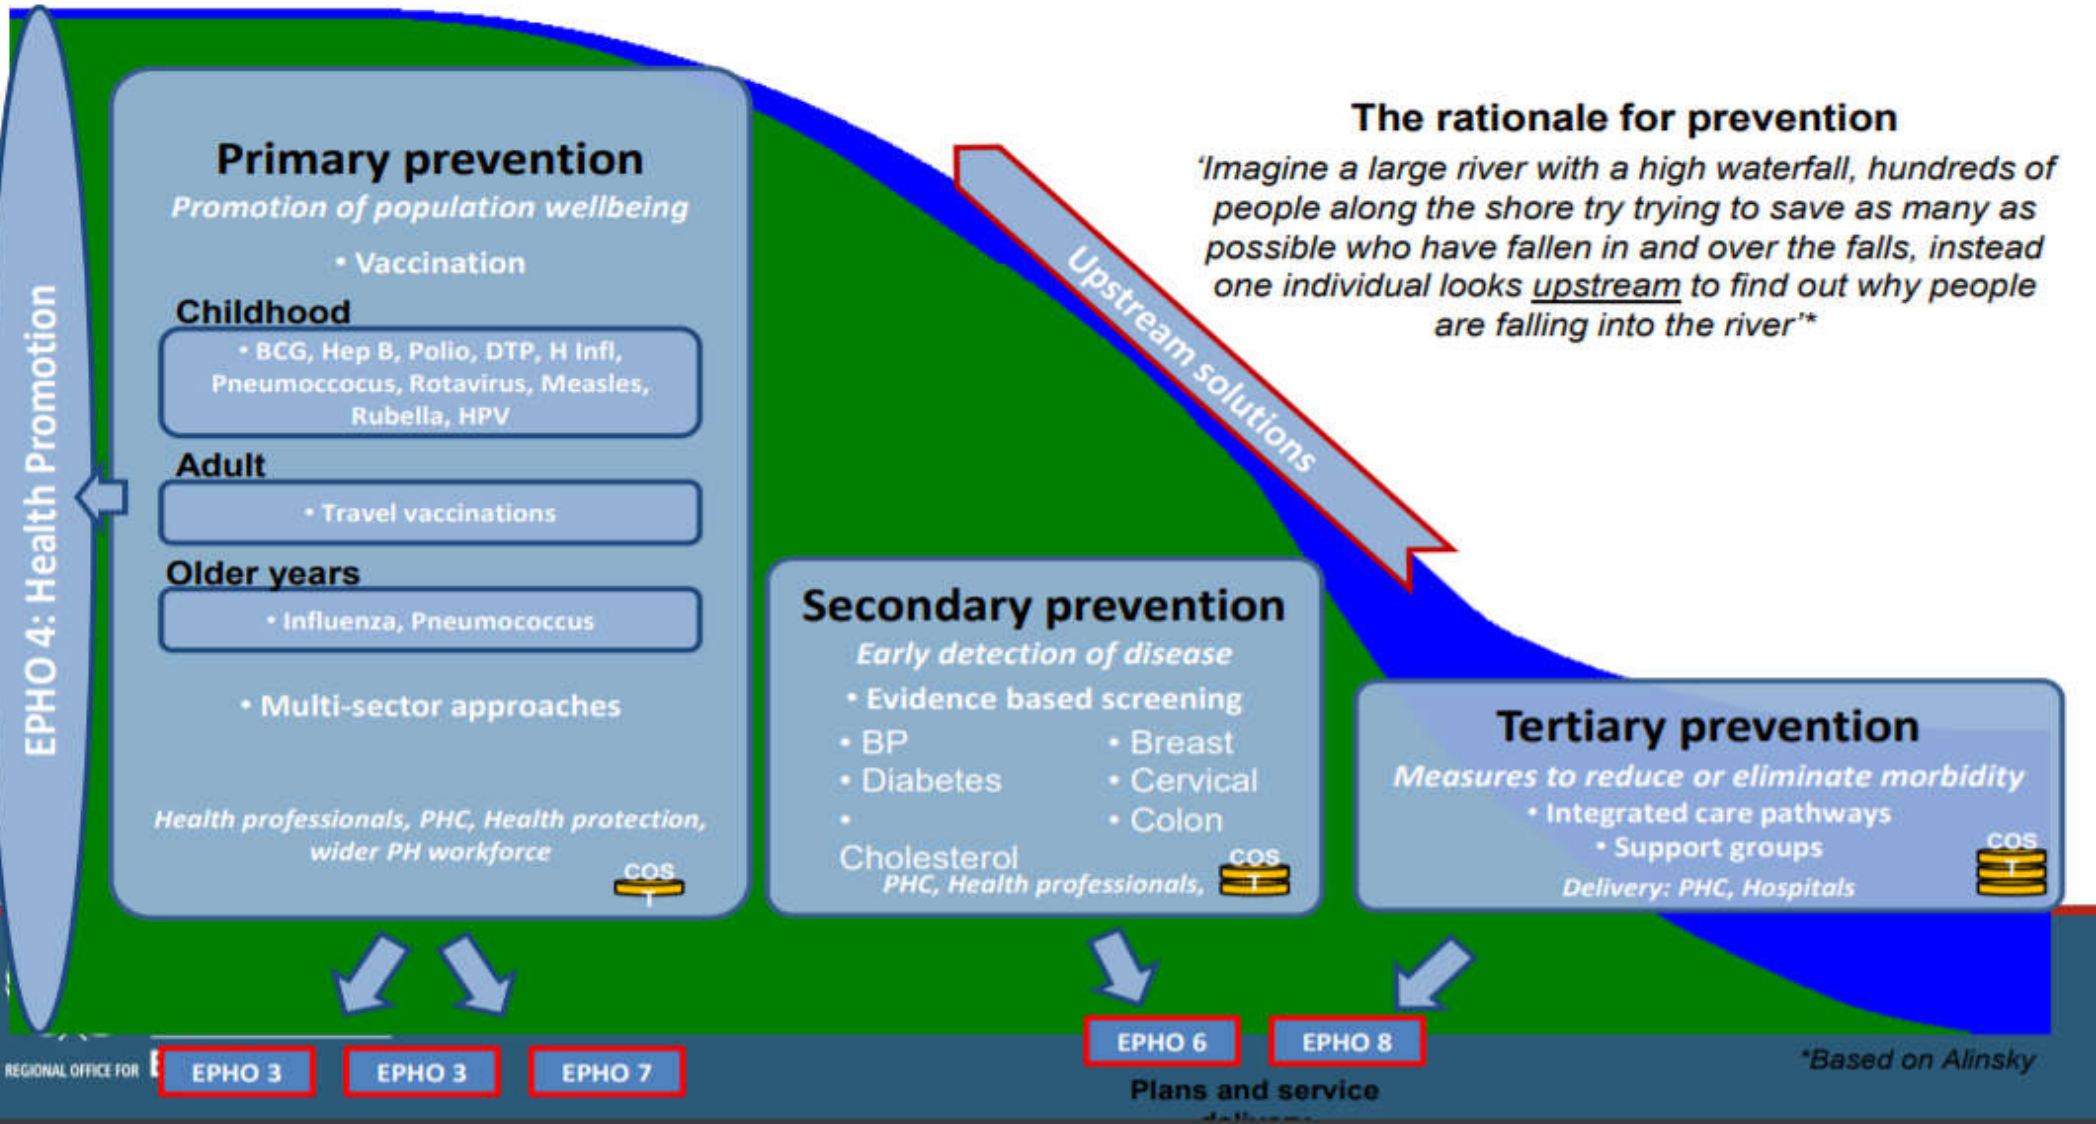 EPHO 4: Health Promotion
Primary prevention
Promotion of population wellbeing
• Vaccination
Childhood
• BCG, Hep B, Polio, DTP, H Infl,
Pneumoccocus, Rotavirus, Measles,
Rubella, HPV
Adult
• Travel vaccinations
Older years
• Influenza, Pneumococcus
• Multi-sector approaches
Health professionals, PHC, Health protection,
wider PH workforce
COS
T
The rationale for prevention
'Imagine a large river with a high waterfall, hundreds of
people along the shore try trying to save as many as
possible who have fallen in and over the falls, instead
one individual looks upstream to find out why people
are falling into the river'*
Upstream solutions
Secondary prevention
Early detection of disease
• Evidence based screening
• BP
• Diabetes
•
Cholesterol
• Breast
• Cervical
• Colon
PHC, Health professionals,
COS
T
Tertiary prevention
Measures to reduce or eliminate morbidity
• Integrated care pathways
• Support groups
Delivery: PHC, Hospitals
COS
T
REGIONAL OFFICE FOR
EPHO 3
EPHO 3
EPHO 7
EPHO 6
EPHO 8
Plans and service
*Based on Alinsky